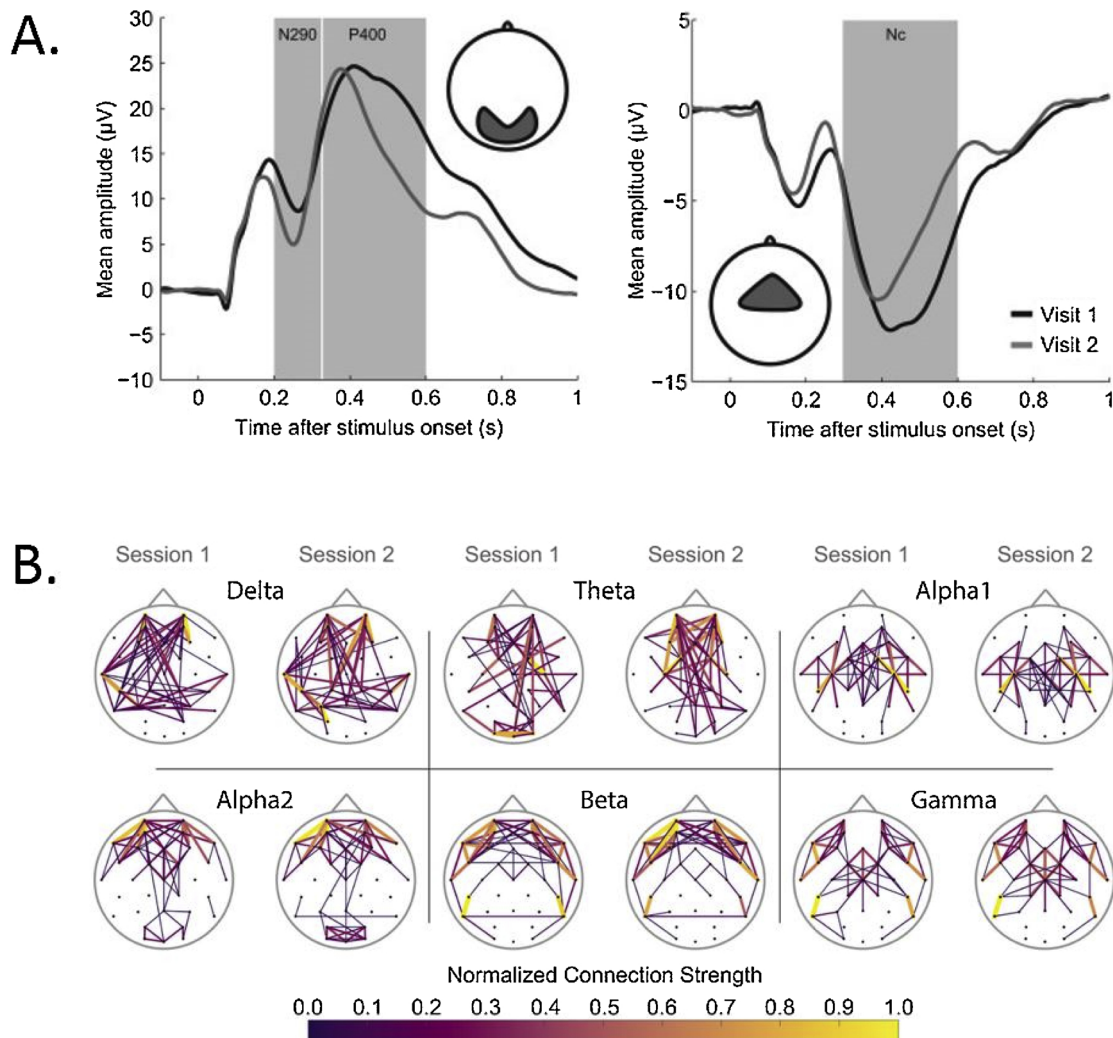 A.
30
25
20
15
10
5
0
−5
−10
Mean amplitude (µV)
N290
P400
0
0.2
0.4
0.6
0.8
1
Time after stimulus onset (s)
5
0
−5
−10
−15
Mean amplitude (µV)
Nc
Visit 1
Visit 2
0
0.2
0.4
0.6
0.8
1
Time after stimulus onset (s)
B.
Session 1 Session 2 Session 1 Session 2 Session 1 Session 2
Delta Theta Alpha1
Alpha2 Beta Gamma
Normalized Connection Strength
0.0 0.1 0.2 0.3 0.4 0.5 0.6 0.7 0.8 0.9 1.0